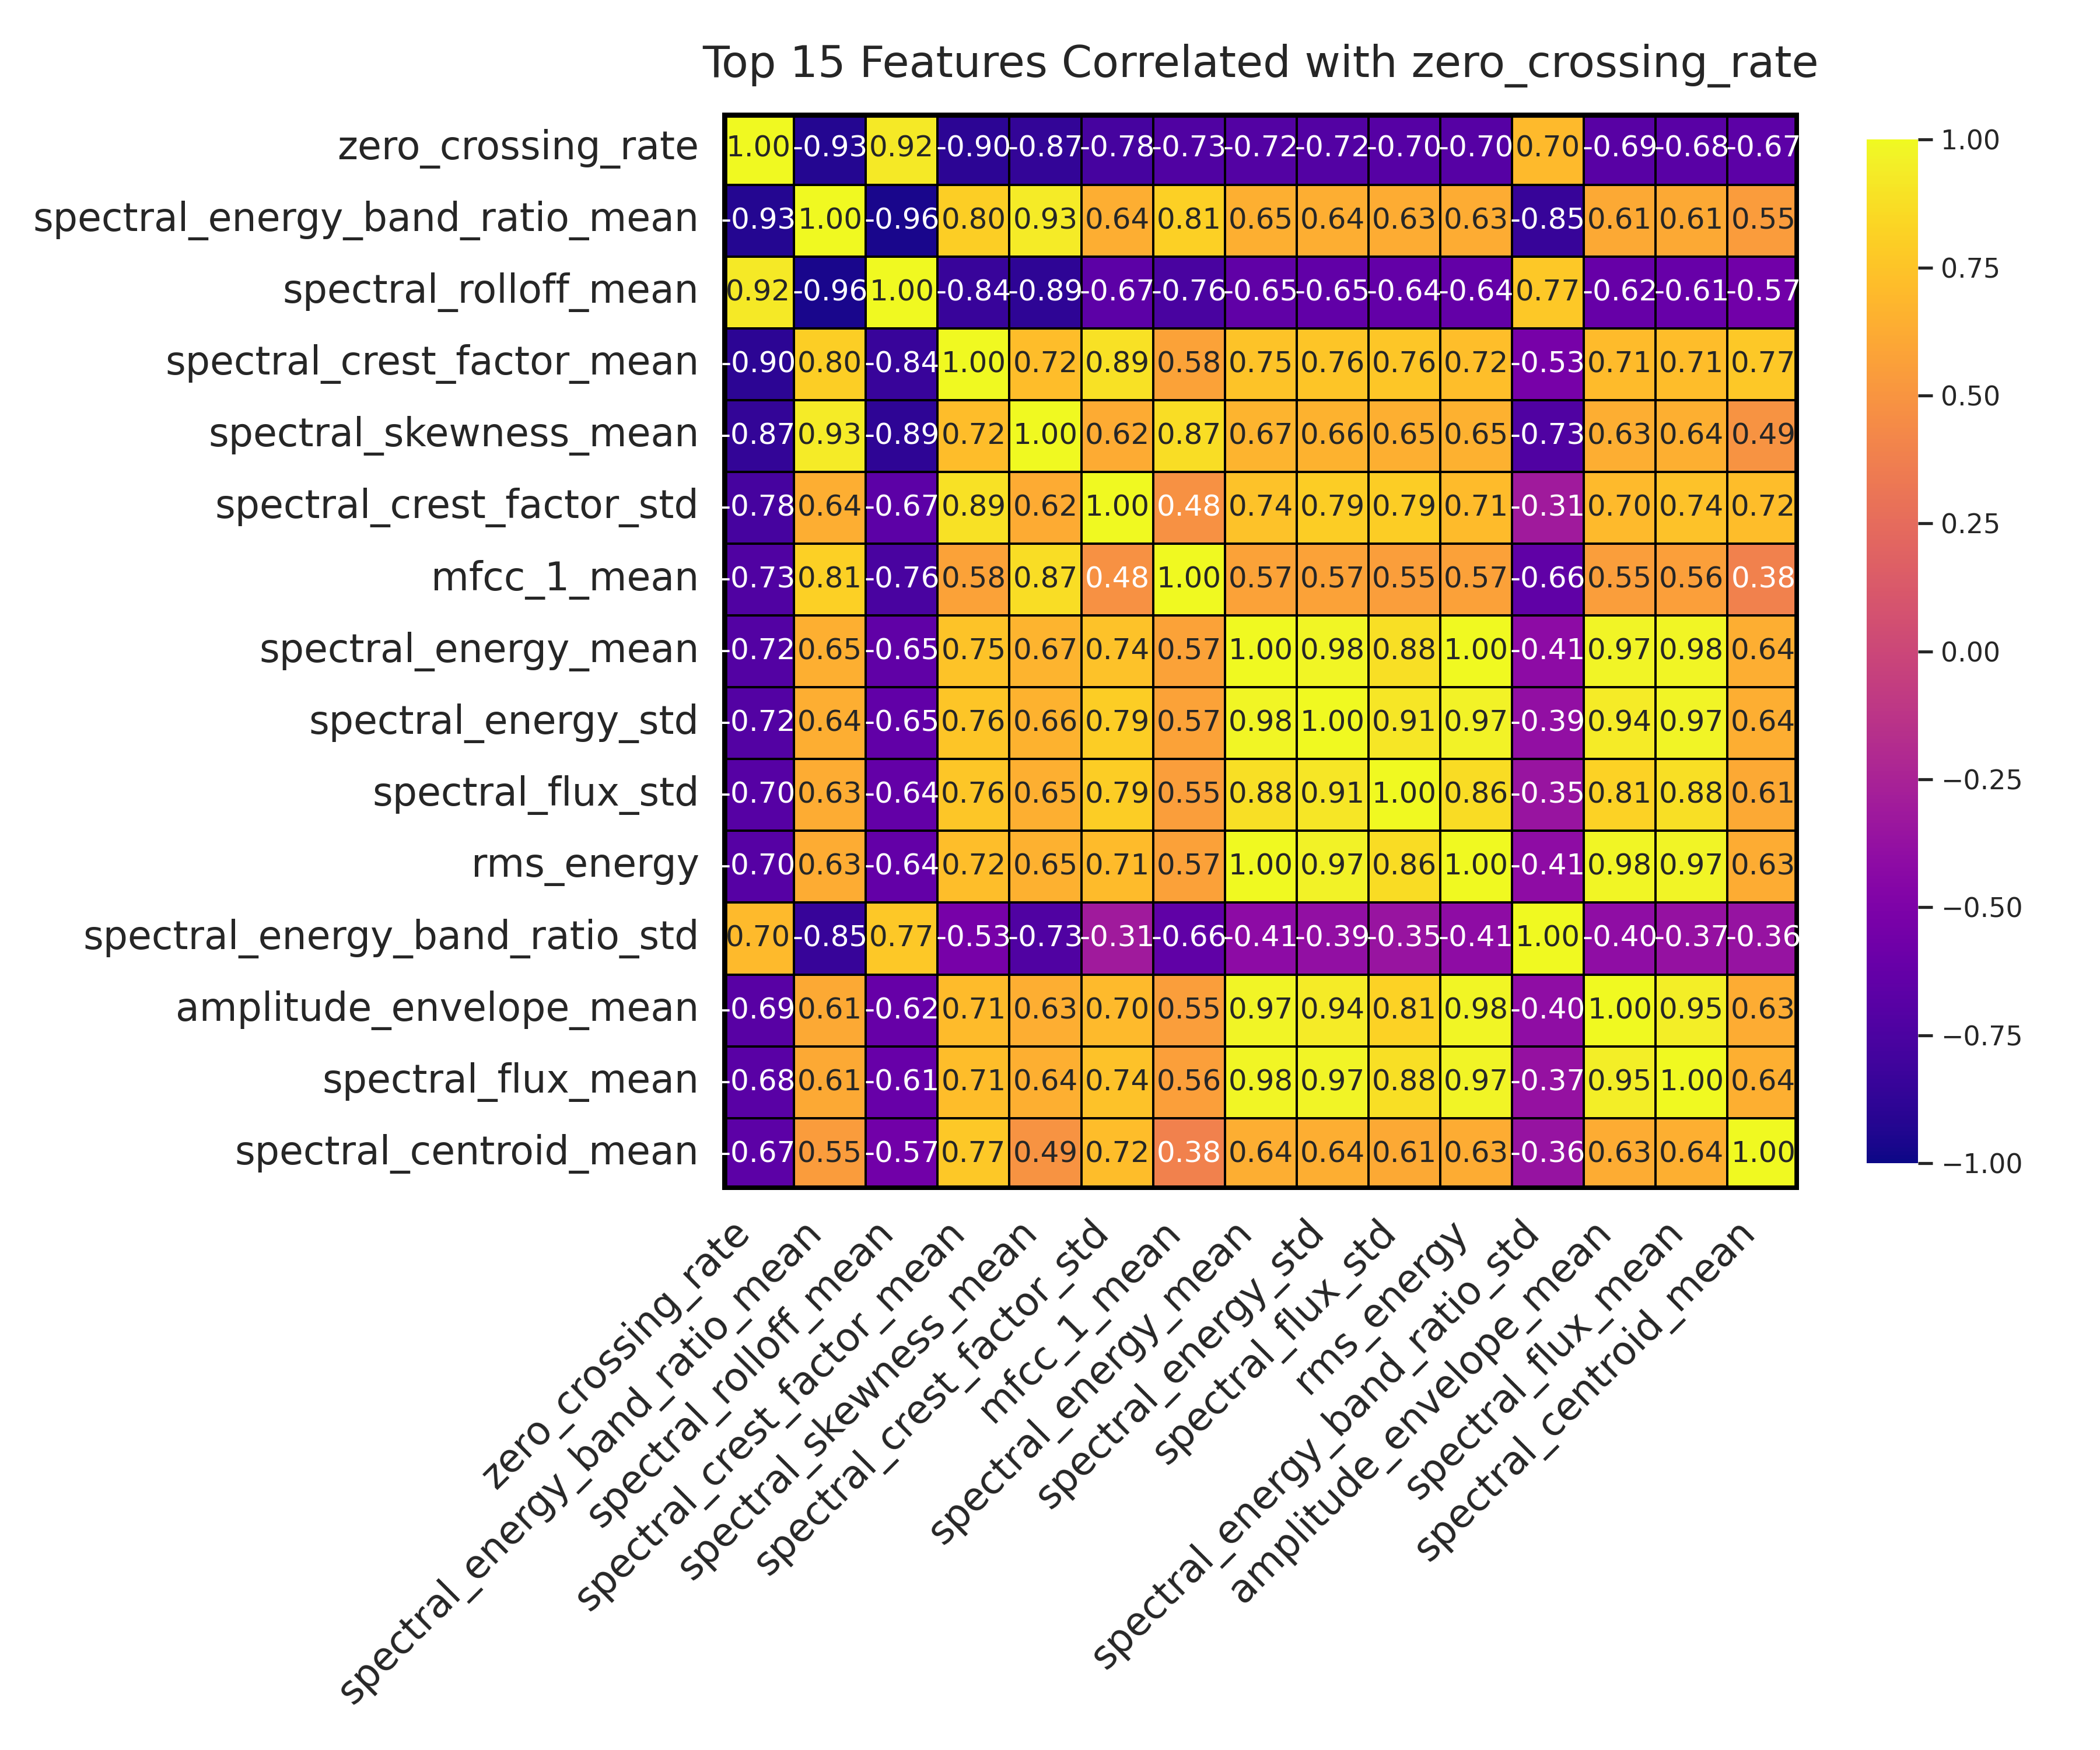 Top 15 Features Correlated with zero_crossing_rate
zero_crossing_rate 1.00 -0.93 0.92 -0.90 -0.87 -0.78 -0.73 -0.72 -0.72 -0.70 -0.70 0.70 -0.69 -0.68 -0.67
spectral_energy_band_ratio_mean -0.93 1.00 -0.96 0.80 0.93 0.64 0.81 0.65 0.64 0.63 0.63 -0.85 0.61 0.61 0.55
spectral_rolloff_mean 0.92 -0.96 1.00 -0.84 -0.89 -0.67 -0.76 -0.65 -0.65 -0.64 -0.64 0.77 -0.62 -0.61 -0.57
spectral_crest_factor_mean -0.90 0.80 -0.84 1.00 0.72 0.89 0.58 0.75 0.76 0.76 0.72 -0.53 0.71 0.71 0.77
spectral_skewness_mean -0.87 0.93 -0.89 0.72 1.00 0.62 0.87 0.67 0.66 0.65 0.65 -0.73 0.63 0.64 0.49
spectral_crest_factor_std -0.78 0.64 -0.67 0.89 0.62 1.00 0.48 0.74 0.79 0.79 0.71 -0.31 0.70 0.74 0.72
mfcc_1_mean -0.73 0.81 -0.76 0.58 0.87 0.48 1.00 0.57 0.57 0.55 0.57 -0.66 0.55 0.56 0.38
spectral_energy_mean -0.72 0.65 -0.65 0.75 0.67 0.74 0.57 1.00 0.98 0.88 1.00 -0.41 0.97 0.98 0.64
spectral_energy_std -0.72 0.64 -0.65 0.76 0.66 0.79 0.57 0.98 1.00 0.91 0.97 -0.39 0.94 0.97 0.64
spectral_flux_std -0.70 0.63 -0.64 0.76 0.65 0.79 0.55 0.88 0.91 1.00 0.86 -0.35 0.81 0.88 0.61
rms_energy -0.70 0.63 -0.64 0.72 0.65 0.71 0.57 1.00 0.97 0.86 1.00 -0.41 0.98 0.97 0.63
spectral_energy_band_ratio_std 0.70 -0.85 0.77 -0.53 -0.73 -0.31 -0.66 -0.41 -0.39 -0.35 -0.41 1.00 -0.40 -0.37 -0.36
amplitude_envelope_mean -0.69 0.61 -0.62 0.71 0.63 0.70 0.55 0.97 0.94 0.81 0.98 -0.40 1.00 0.95 0.63
spectral_flux_mean -0.68 0.61 -0.61 0.71 0.64 0.74 0.56 0.98 0.97 0.88 0.97 -0.37 0.95 1.00 0.64
spectral_centroid_mean -0.67 0.55 -0.57 0.77 0.49 0.72 0.38 0.64 0.64 0.61 0.63 -0.36 0.63 0.64 1.00
zero_crossing_rate
spectral_energy_band_ratio_mean
spectral_rolloff_mean
spectral_crest_factor_mean
spectral_skewness_mean
spectral_crest_factor_std
mfcc_1_mean
spectral_energy_mean
spectral_energy_std
spectral_flux_std
rms_energy
spectral_energy_band_ratio_std
amplitude_envelope_mean
spectral_flux_mean
spectral_centroid_mean
1.00
0.75
0.50
0.25
0.00
−0.25
−0.50
−0.75
−1.00